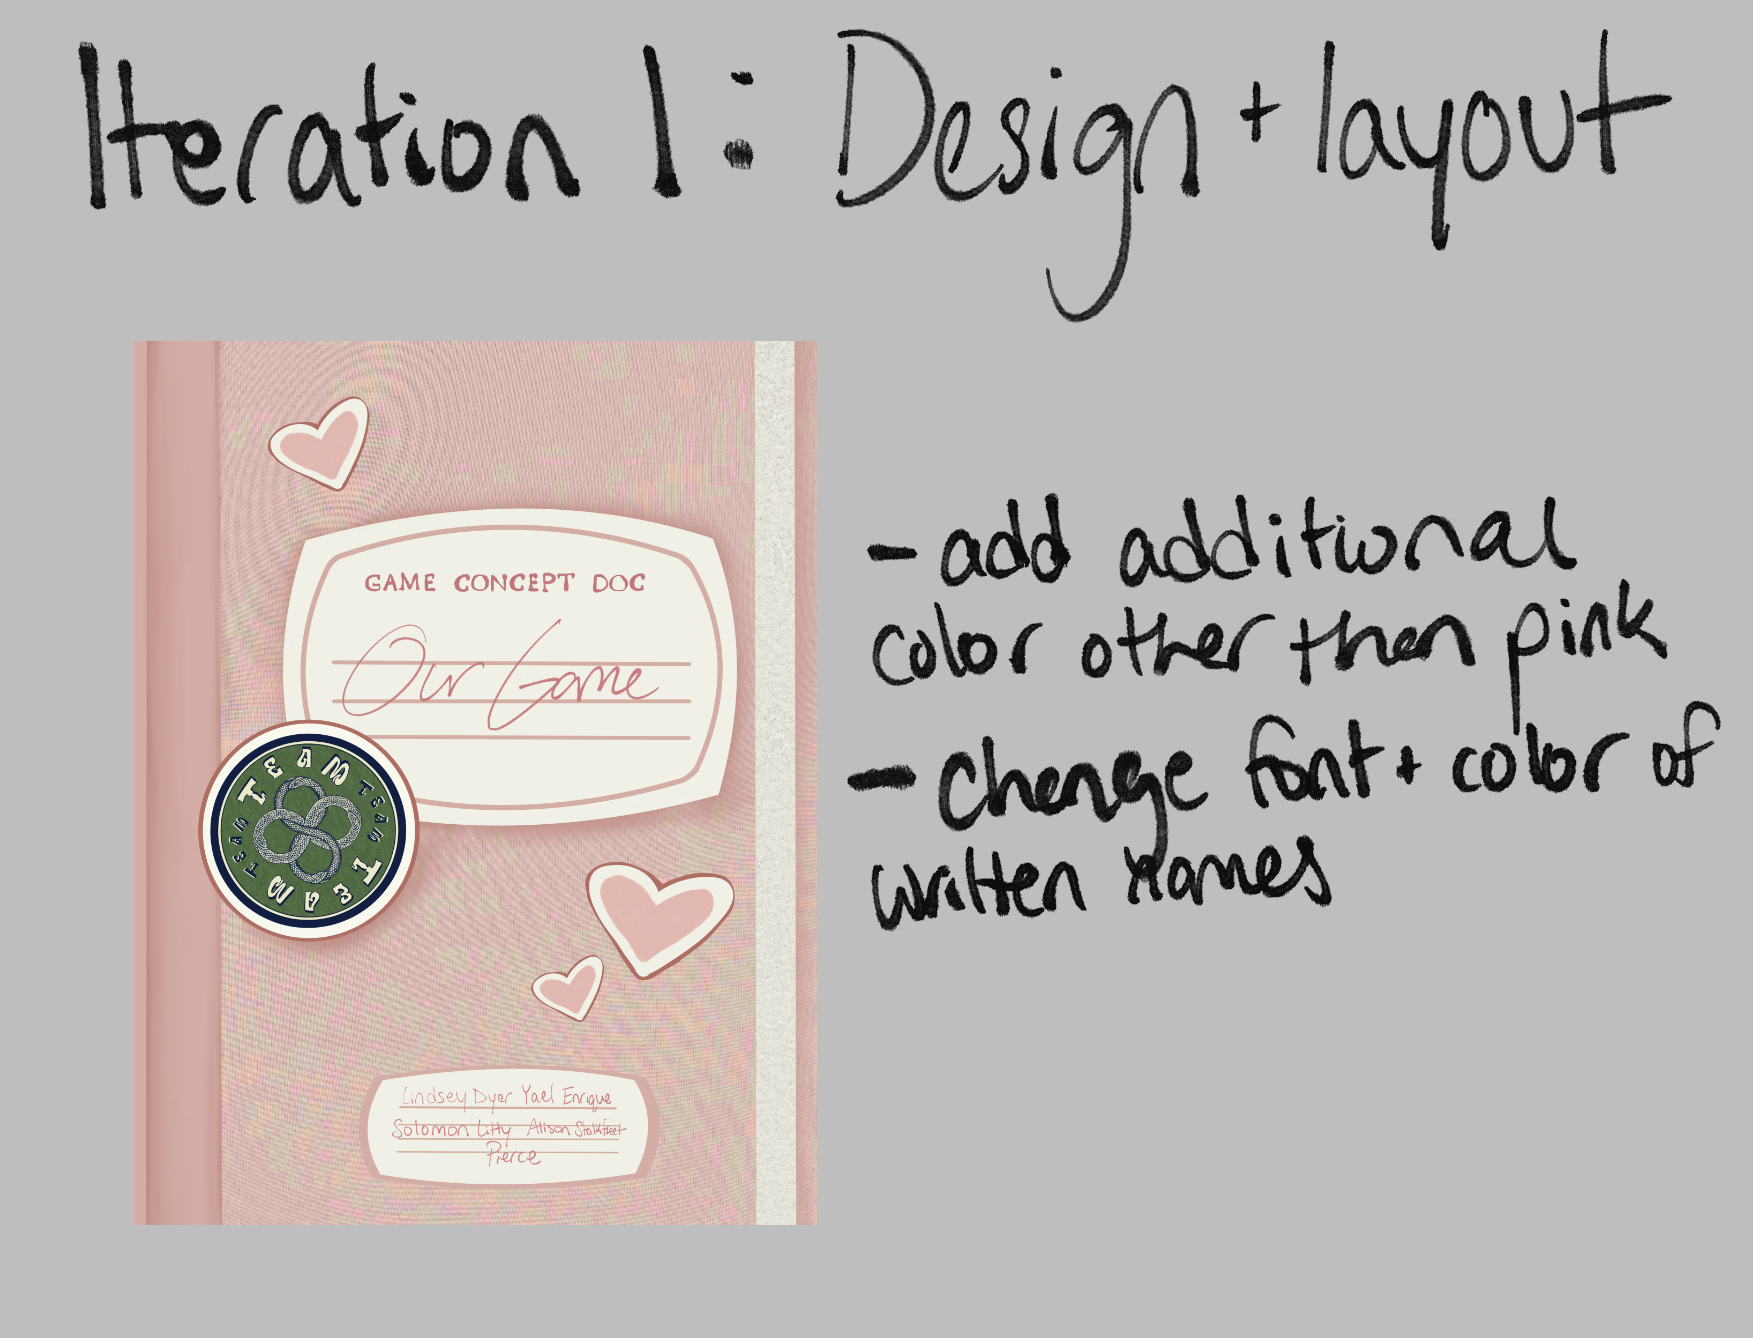 Iteration 1: Design + layout
GAME CONCEPT DOC
Our Game
TEAM TEAM
TEAM TEAM
Lindsey Dyer Yael Enrique
Solomon Litty Alison Stalkfleet
Pierce
- add additional
color other then pink
- change font + color of
written names